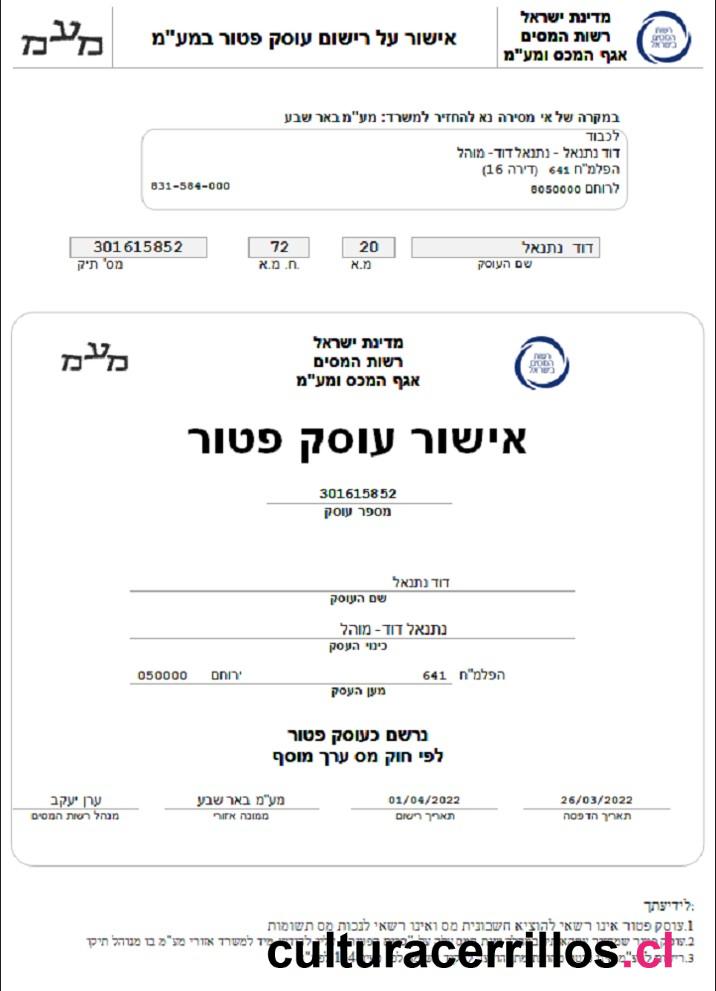 מדינת ישראל
רשות המסים
אגף המכס ומע"מ
רשות המסים בישראל
אישור על רישום עוסק פטור במע"מ
מע"מ
במקרה של אי מסירה נא להחזיר למשרד: מע"מ באר שבע
לכבוד
דוד נתנאל - נתנאל דוד- מוהל
הפלמ"ח 641 (דירה 16)
ירוחם 8050000
831-584-000
דוד נתנאל 20 72 301615852
שם העוסק מ.א ח. מ.א. מס' תיק
רשות המסים בישראל
מדינת ישראל
רשות המסים
אגף המכס ומע"מ
מע"מ
אישור עוסק פטור
301615852
מספר עוסק
דוד נתנאל
שם העוסק
נתנאל דוד- מוהל
כינוי העסק
הפלמ"ח 641 ירוחם 050000
מען העסק
נרשם כעוסק פטור
לפי חוק מס ערך מוסף
26/03/2022 01/04/2022 מע"מ באר שבע ערן יעקב
תאריך הדפסה תאריך רישום ממונה אזורי מנהל רשות המסים
לידיעתך:
1.עוסק פטור אינו רשאי להוציא חשבונית מס ואינו רשאי לנכות מס תשומות
2.עוסק פטור מיד למשרד אזורי מע"מ בו מנוהל תיקו
culturacerrillos.cl